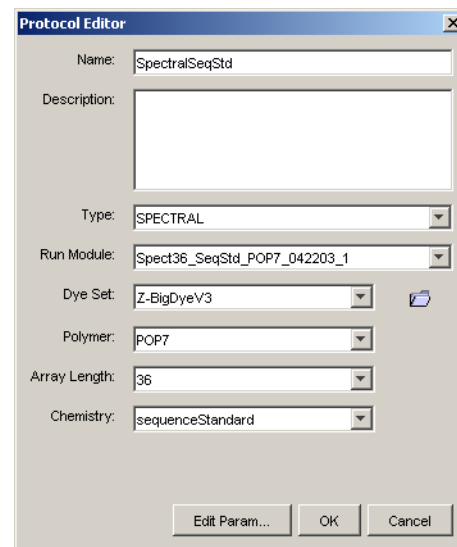 Protocol Editor
Name: SpectralSeqStd
Description:
Type: SPECTRAL
Run Module: Spect36_SeqStd_POP7_042203_1
Dye Set: Z-BigDyeV3
Polymer: POP7
Array Length: 36
Chemistry: sequenceStandard
Edit Param... OK Cancel